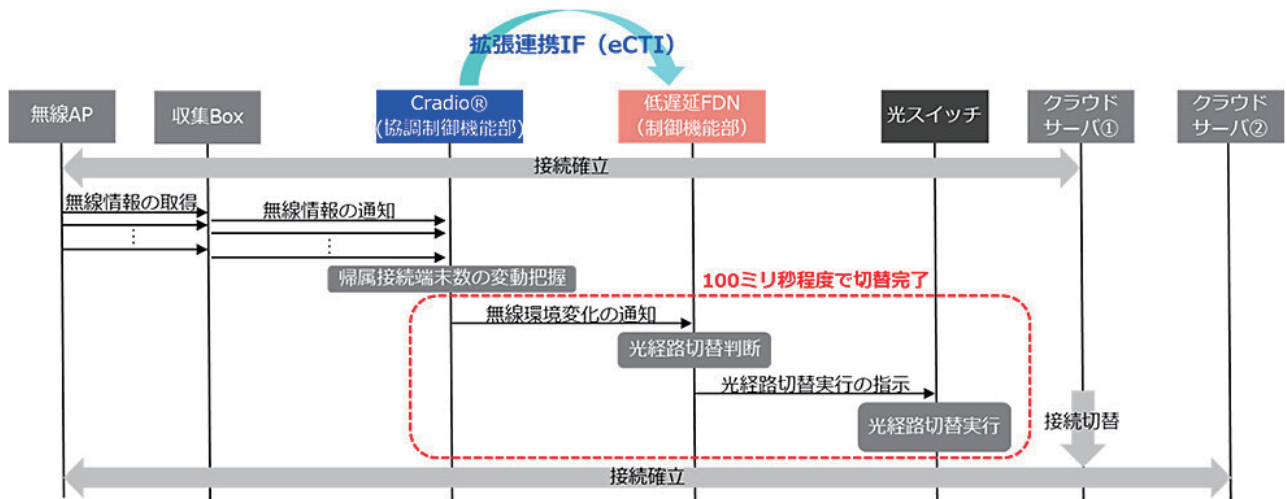 拡張連携IF（eCTI）
無線AP
収集Box
Cradio®
(協調制御機能部)
低遅延FDN
（制御機能部）
光スイッチ
クラウド
サーバ①
クラウド
サーバ②
接続確立
無線情報の取得
無線情報の通知
⋮
⋮
帰属接続端末数の変動把握
100ミリ秒程度で切替完了
無線環境変化の通知
光経路切替判断
光経路切替実行の指示
光経路切替実行
接続切替
接続確立